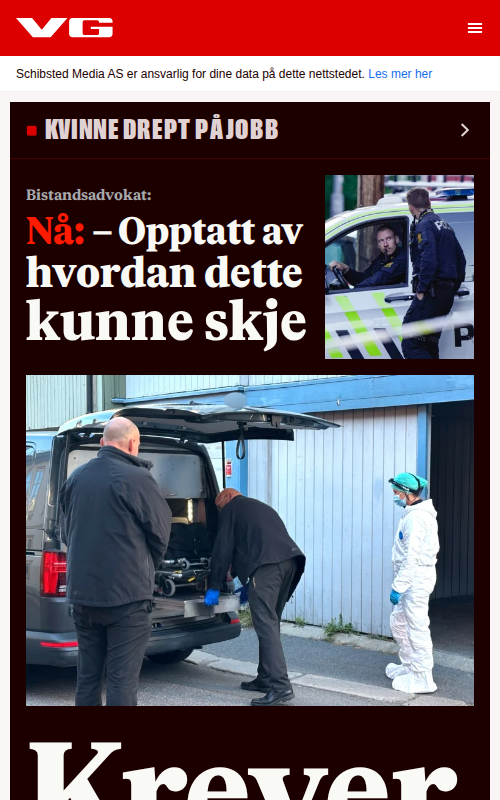 VG
Schibsted Media AS er ansvarlig for dine data på dette nettstedet. Les mer her
KVINNE DREPT PÅ JOBB
Bistandsadvokat:
Nå: – Opptatt av
hvordan dette
kunne skje
Krever